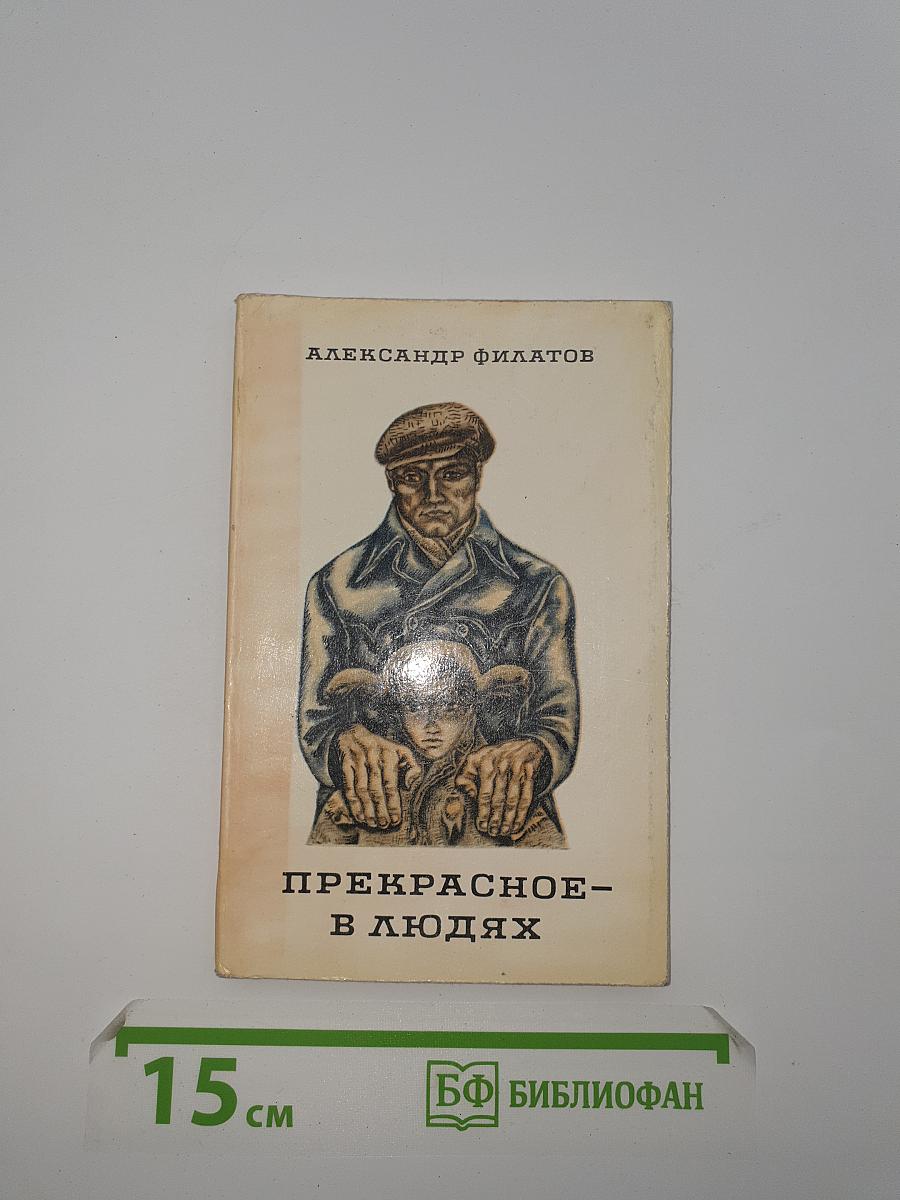 АЛЕКСАНДР ФИЛАТОВ
ПРЕКРАСНОЕ–
В ЛЮДЯХ
15 см
БФ БИБЛИОФАН